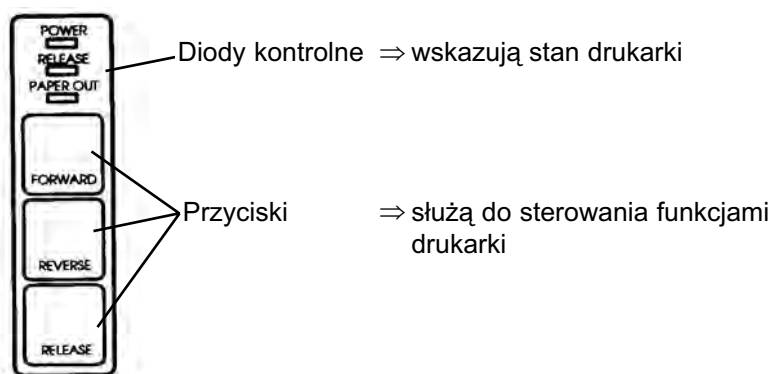 POWER
RELEASE
PAPER OUT
Diody kontrolne ⇒ wskazują stan drukarki
FORWARD
Przyciski ⇒ służą do sterowania funkcjami
drukarki
REVERSE
RELEASE